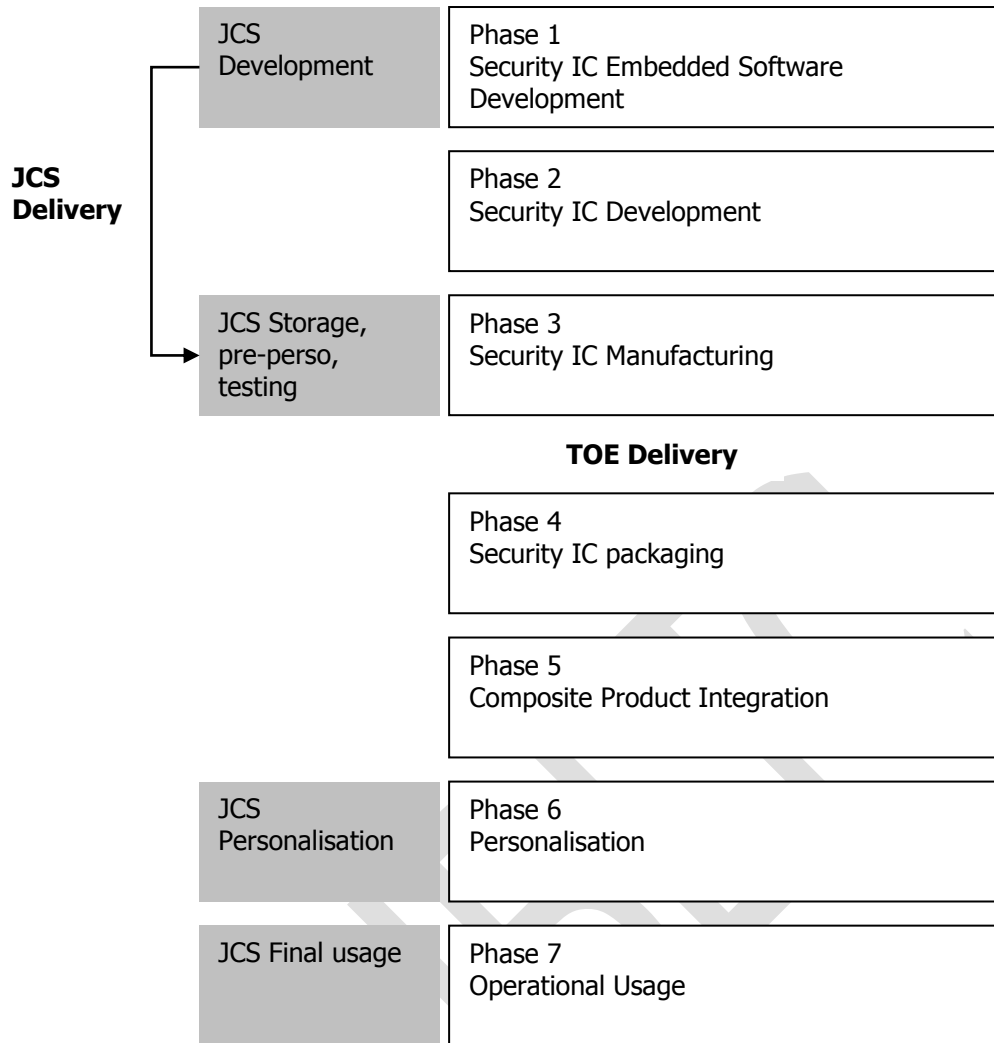 JCS
Development
Phase 1
Security IC Embedded Software
Development
JCS
Delivery
Phase 2
Security IC Development
JCS Storage,
pre-perso,
testing
Phase 3
Security IC Manufacturing
TOE Delivery
Phase 4
Security IC packaging
Phase 5
Composite Product Integration
JCS
Personalisation
Phase 6
Personalisation
JCS Final usage
Phase 7
Operational Usage